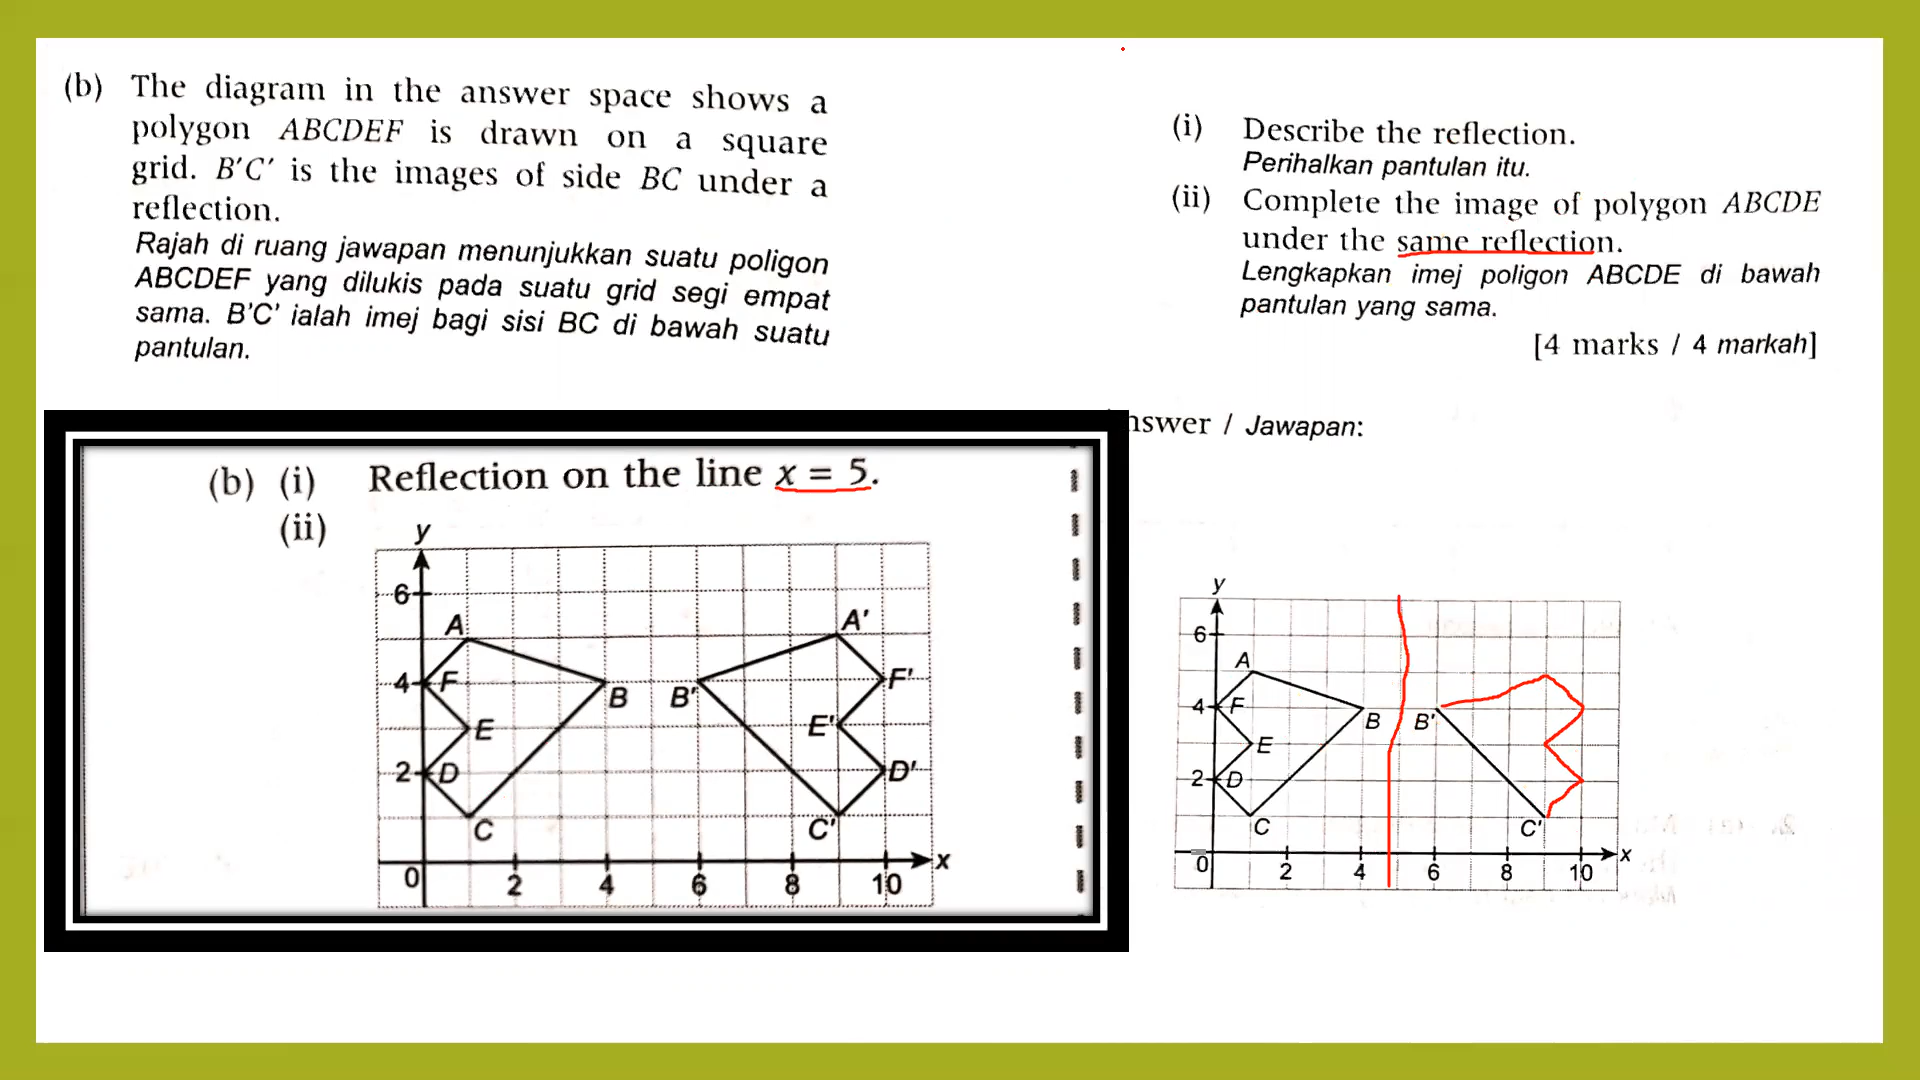 (b) The diagram in the answer space shows a
polygon ABCDEF is drawn on a square
grid. B'C' is the images of side BC under a
reflection.
Rajah di ruang jawapan menunjukkan suatu poligon
ABCDEF yang dilukis pada suatu grid segi empat
sama. B'C' ialah imej bagi sisi BC di bawah suatu
pantulan.
(i) Describe the reflection.
Perihalkan pantulan itu.
(ii) Complete the image of polygon ABCDE
under the same reflection.
Lengkapkan imej poligon ABCDE di bawah
pantulan yang sama.
[4 marks / 4 markah]
nswer / Jawapan:
(b) (i) Reflection on the line x = 5.
(ii)
y
6
A A'
4 F B B' F'
E E'
2 D D'
C C'
0 2 4 6 8 10 x
y
6
A
4 F B B'
E
2 D
C C'
0 2 4 6 8 10 x